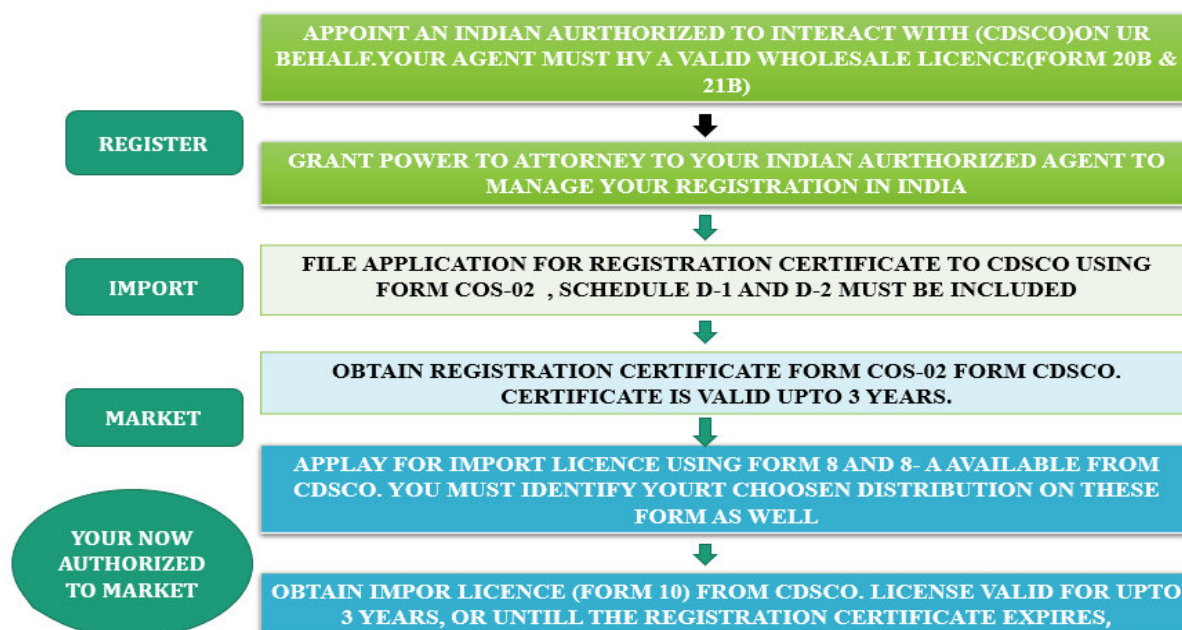 APPOINT AN INDIAN AURTHORIZED TO INTERACT WITH (CDSCO)ON UR
BEHALF.YOUR AGENT MUST HV A VALID WHOLESALE LICENCE(FORM 20B &
21B)
REGISTER
GRANT POWER TO ATTORNEY TO YOUR INDIAN AURTHORIZED AGENT TO
MANAGE YOUR REGISTRATION IN INDIA
IMPORT
FILE APPLICATION FOR REGISTRATION CERTIFICATE TO CDSCO USING
FORM COS-02 , SCHEDULE D-1 AND D-2 MUST BE INCLUDED
MARKET
OBTAIN REGISTRATION CERTIFICATE FORM COS-02 FORM CDSCO.
CERTIFICATE IS VALID UPTO 3 YEARS.
APPLAY FOR IMPORT LICENCE USING FORM 8 AND 8- A AVAILABLE FROM
CDSCO. YOU MUST IDENTIFY YOURT CHOOSEN DISTRIBUTION ON THESE
FORM AS WELL
YOUR NOW
AUTHORIZED
TO MARKET
OBTAIN IMPOR LICENCE (FORM 10) FROM CDSCO. LICENSE VALID FOR UPTO
3 YEARS, OR UNTILL THE REGISTRATION CERTIFICATE EXPIRES,